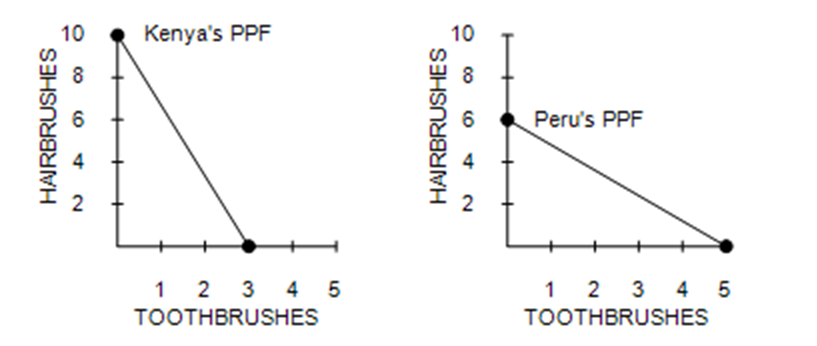 Kenya's PPF
HAIRBRUSHES
10
8
6
4
2
1 2 3 4 5
TOOTHBRUSHES
Peru's PPF
HAIRBRUSHES
10
8
6
4
2
1 2 3 4 5
TOOTHBRUSHES